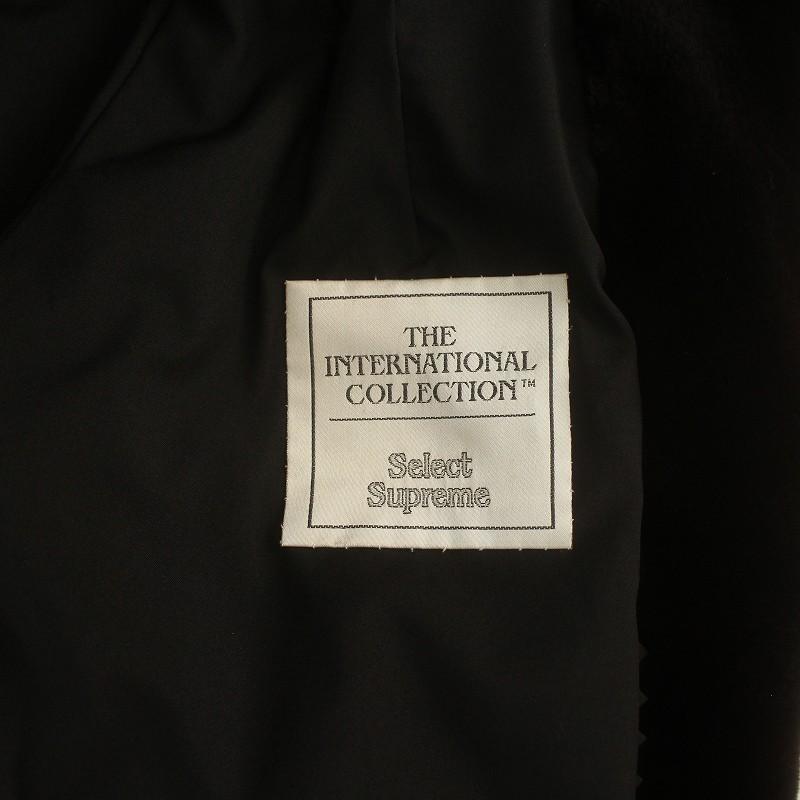 THE
INTERNATIONAL
COLLECTION™
Select
Supreme